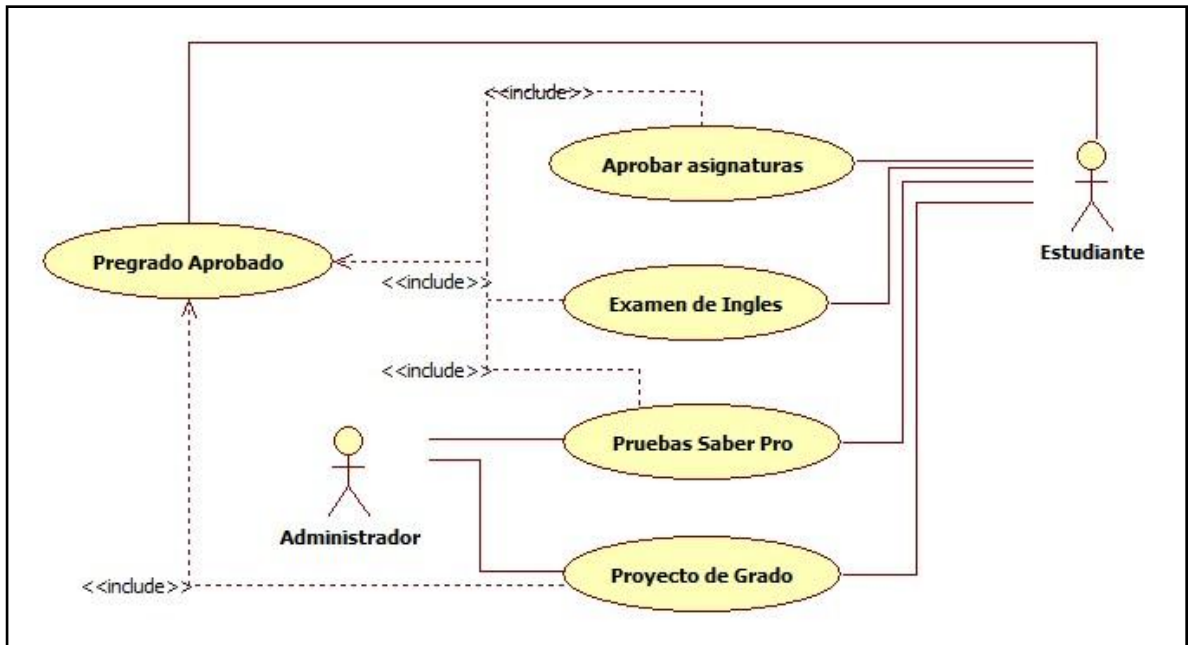 <<include>>
Aprobar asignaturas
Estudiante
Pregrado Aprobado
<<include>>
Examen de Ingles
<<include>>
Pruebas Saber Pro
Administrador
Proyecto de Grado
<<include>>